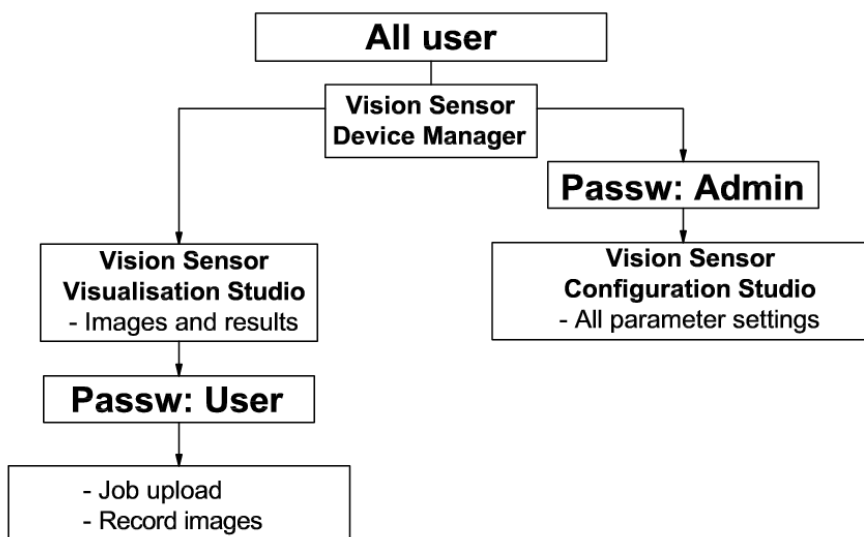 All user
Vision Sensor
Device Manager
Passw: Admin
Vision Sensor
Visualisation Studio
- Images and results
Vision Sensor
Configuration Studio
- All parameter settings
Passw: User
- Job upload
- Record images